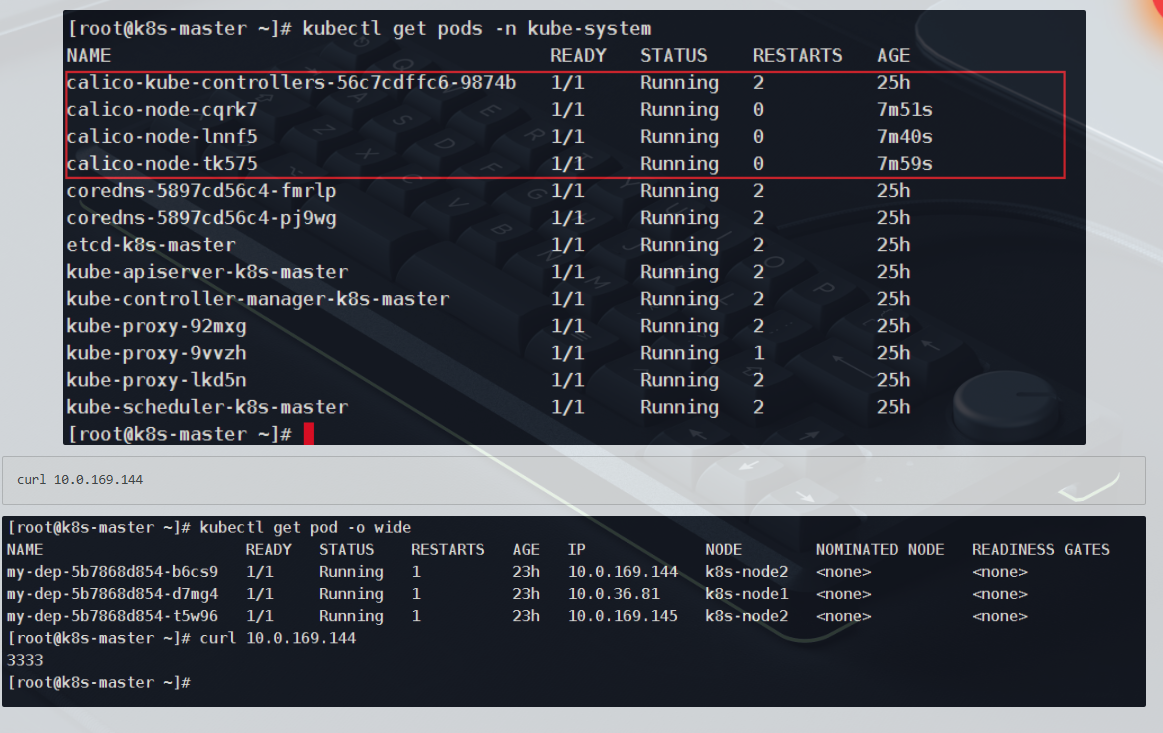 [root@k8s-master ~]# kubectl get pods -n kube-system
NAME READY STATUS RESTARTS AGE
calico-kube-controllers-56c7cdffc6-9874b 1/1 Running 2 25h
calico-node-cqrk7 1/1 Running 0 7m51s
calico-node-lnnf5 1/1 Running 0 7m40s
calico-node-tk575 1/1 Running 0 7m59s
coredns-5897cd56c4-fmrlp 1/1 Running 2 25h
coredns-5897cd56c4-pj9wg 1/1 Running 2 25h
etcd-k8s-master 1/1 Running 2 25h
kube-apiserver-k8s-master 1/1 Running 2 25h
kube-controller-manager-k8s-master 1/1 Running 2 25h
kube-proxy-92mxg 1/1 Running 2 25h
kube-proxy-9vvzh 1/1 Running 1 25h
kube-proxy-lkd5n 1/1 Running 2 25h
kube-scheduler-k8s-master 1/1 Running 2 25h
[root@k8s-master ~]#
curl 10.0.169.144
[root@k8s-master ~]# kubectl get pod -o wide
NAME READY STATUS RESTARTS AGE IP NODE NOMINATED NODE READINESS GATES
my-dep-5b7868d854-b6cs9 1/1 Running 1 23h 10.0.169.144 k8s-node2 <none> <none>
my-dep-5b7868d854-d7mg4 1/1 Running 1 23h 10.0.36.81 k8s-node1 <none> <none>
my-dep-5b7868d854-t5w96 1/1 Running 1 23h 10.0.169.145 k8s-node2 <none> <none>
[root@k8s-master ~]# curl 10.0.169.144
3333
[root@k8s-master ~]#